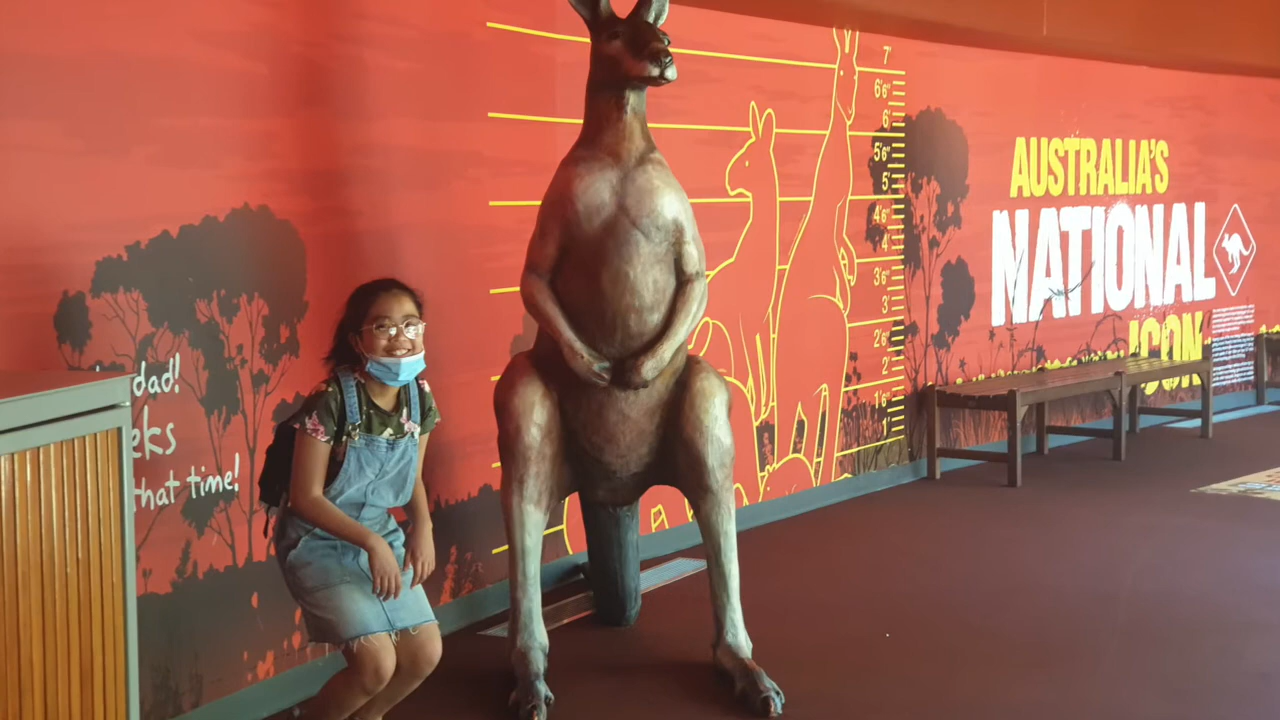 dad!
that time!
7'
6'6"
6'
5'6"
5'
4'6"
4'
3'6"
3'
2'6"
2'
1'6"
1'
AUSTRALIA'S
NATIONAL
ICON